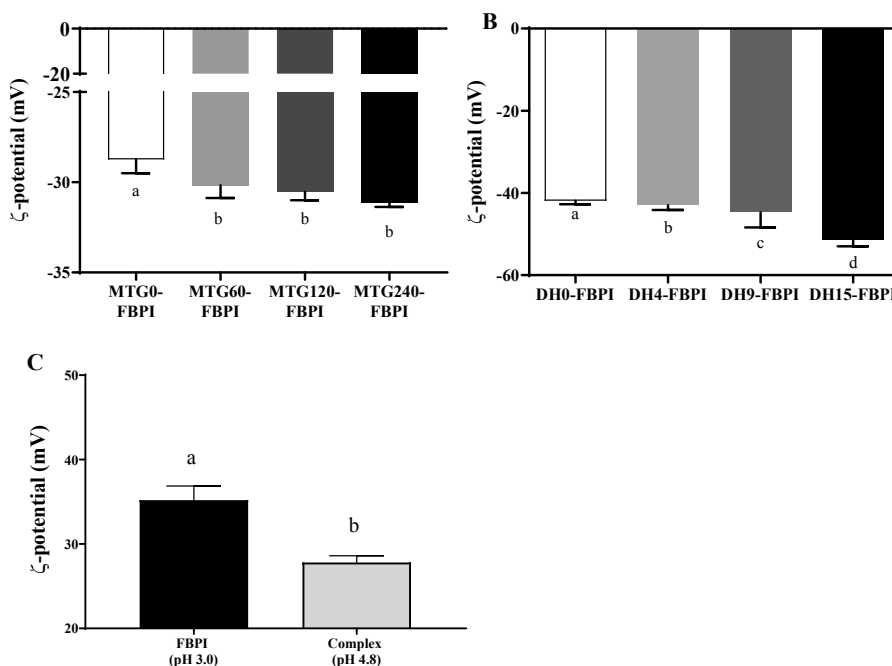 0
-20
-25
-30
-35
ζ-potential (mV)
a
b
b
b
MTG0-
FBPI
MTG60-
FBPI
MTG120-
FBPI
MTG240-
FBPI
B
0
-20
-40
-60
ζ-potential (mV)
a
b
c
d
DH0-FBPI
DH4-FBPI
DH9-FBPI
DH15-FBPI
C
50
40
30
20
ζ-potential (mV)
a
b
FBPI
(pH 3.0)
Complex
(pH 4.8)